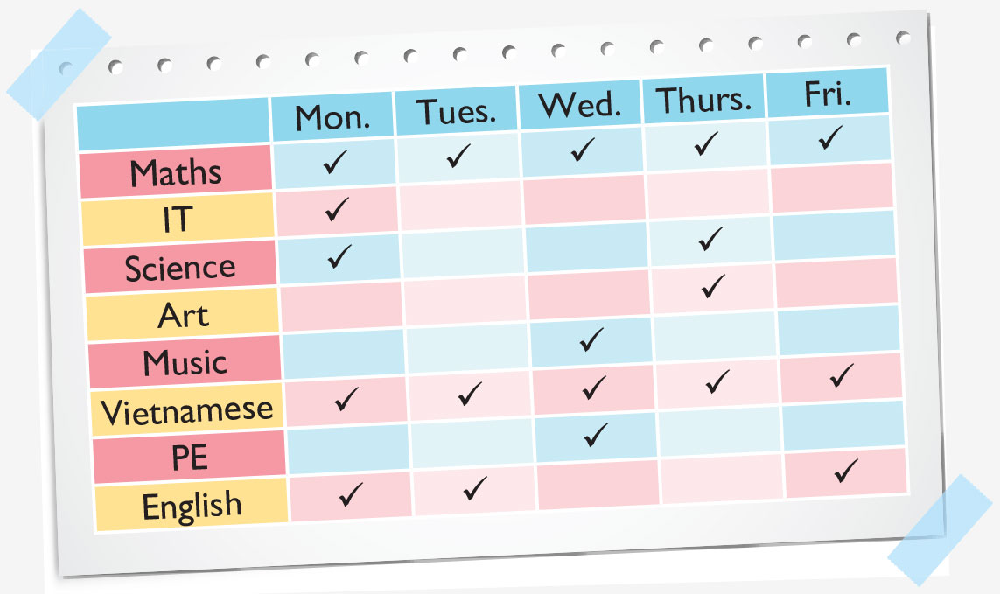 Mon. Tues. Wed. Thurs. Fri.
Maths ✓ ✓ ✓ ✓ ✓
IT ✓
Science ✓ ✓
Art ✓
Music ✓
Vietnamese ✓ ✓ ✓ ✓ ✓
PE ✓
English ✓ ✓ ✓